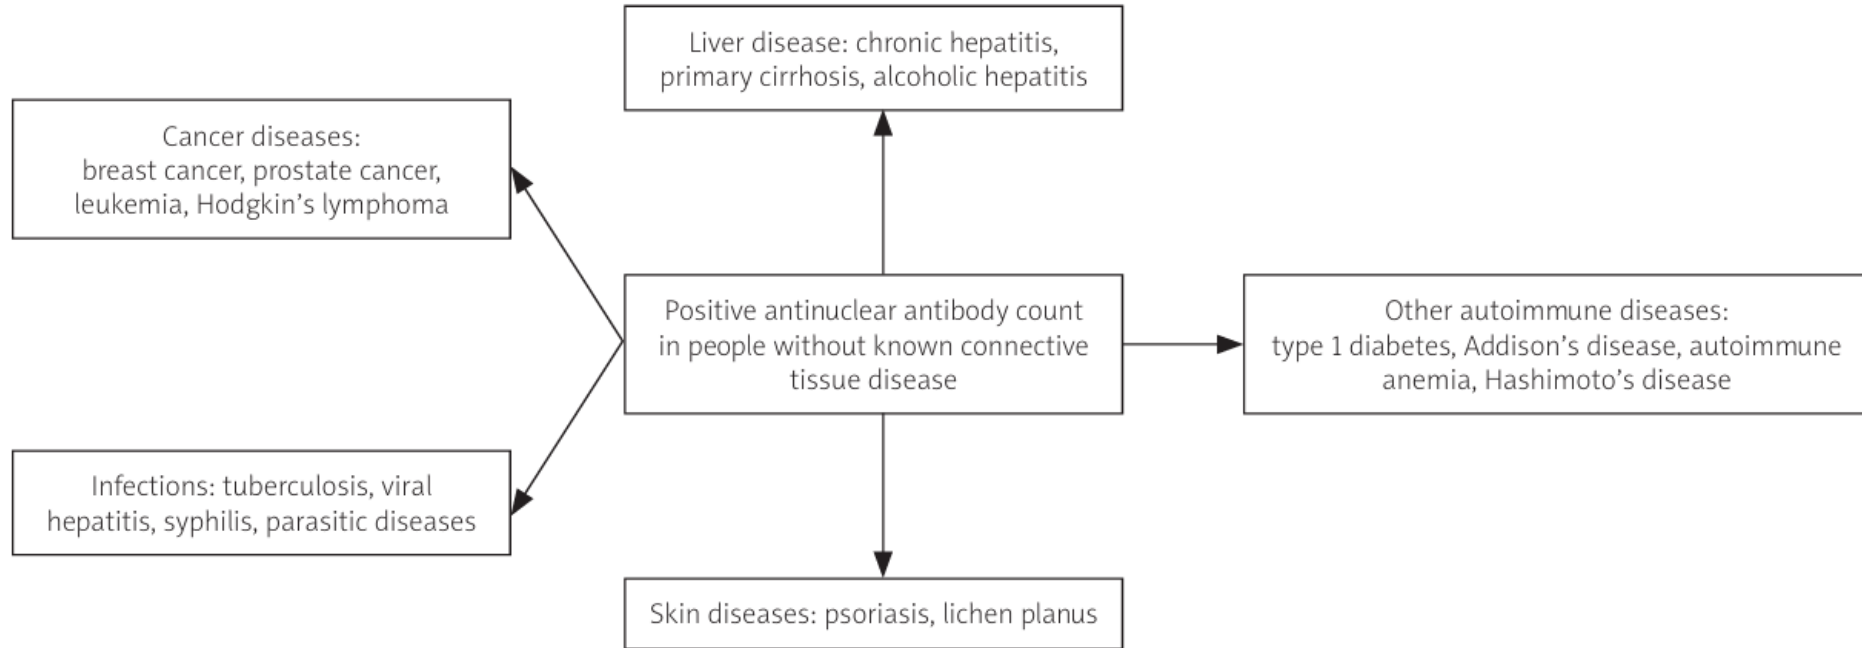 Liver disease: chronic hepatitis,
primary cirrhosis, alcoholic hepatitis
Cancer diseases:
breast cancer, prostate cancer,
leukemia, Hodgkin’s lymphoma
Positive antinuclear antibody count
in people without known connective
tissue disease
Other autoimmune diseases:
type 1 diabetes, Addison’s disease, autoimmune
anemia, Hashimoto’s disease
Infections: tuberculosis, viral
hepatitis, syphilis, parasitic diseases
Skin diseases: psoriasis, lichen planus